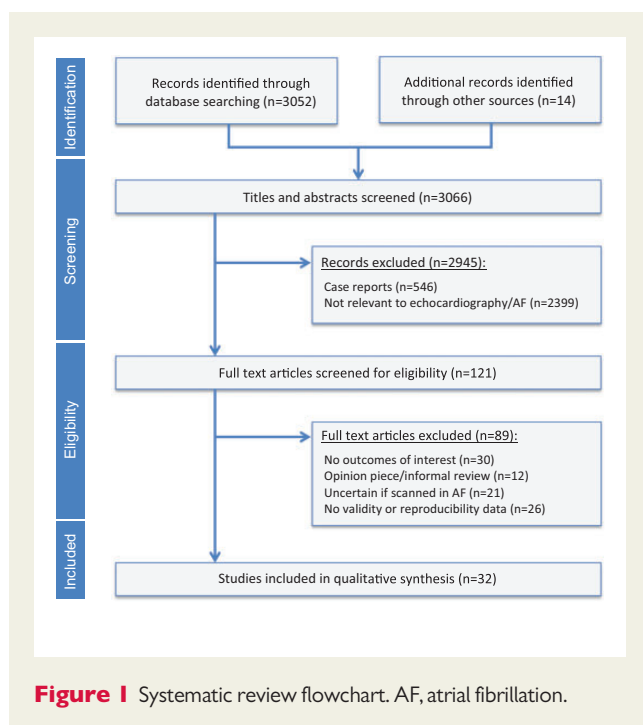 Identification
Records identified through
database searching (n=3052)
Additional records identified
through other sources (n=14)
Screening
Titles and abstracts screened (n=3066)
Records excluded (n=2945):
Case reports (n=546)
Not relevant to echocardiography/AF (n=2399)
Eligibility
Full text articles screened for eligibility (n=121)
Full text articles excluded (n=89):
No outcomes of interest (n=30)
Opinion piece/informal review (n=12)
Uncertain if scanned in AF (n=21)
No validity or reproducibility data (n=26)
Included
Studies included in qualitative synthesis (n=32)
Figure 1 Systematic review flowchart. AF, atrial fibrillation.